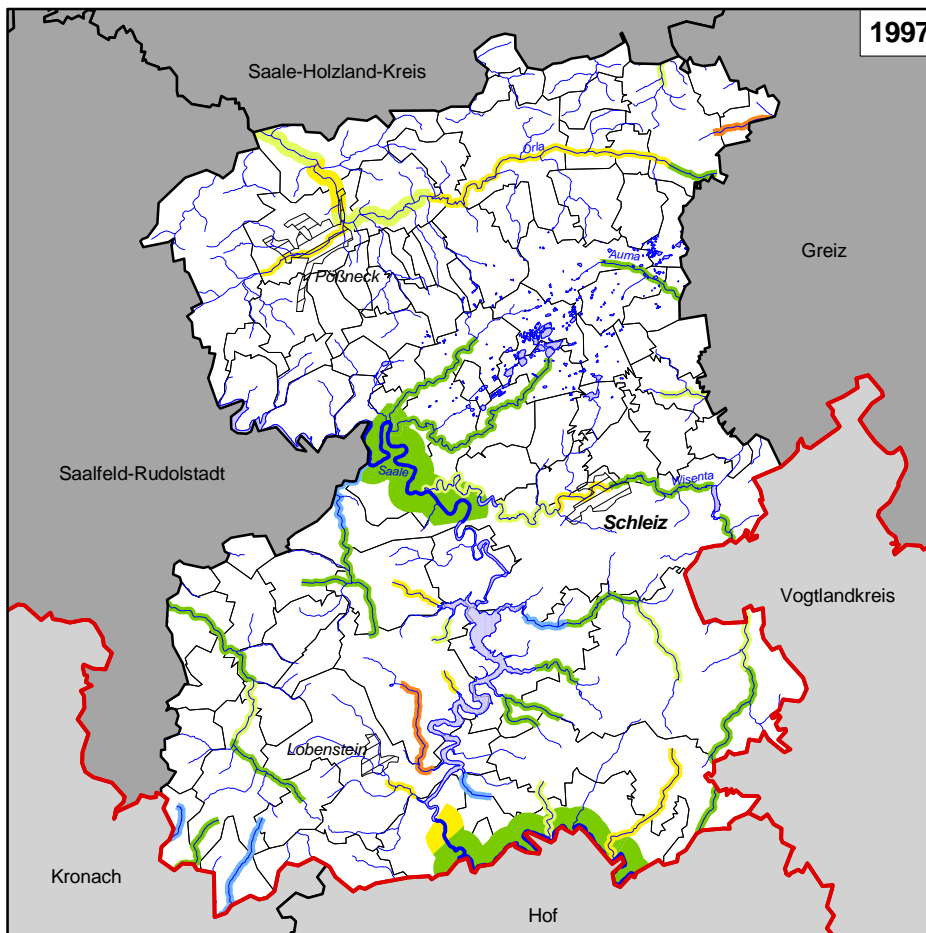 1997
Saale-Holzland-Kreis
Orla
Greiz
Auma
Pößneck
Saalfeld-Rudolstadt
Saale
Wisenta
Schleiz
Vogtlandkreis
Lobenstein
Kronach
Hof